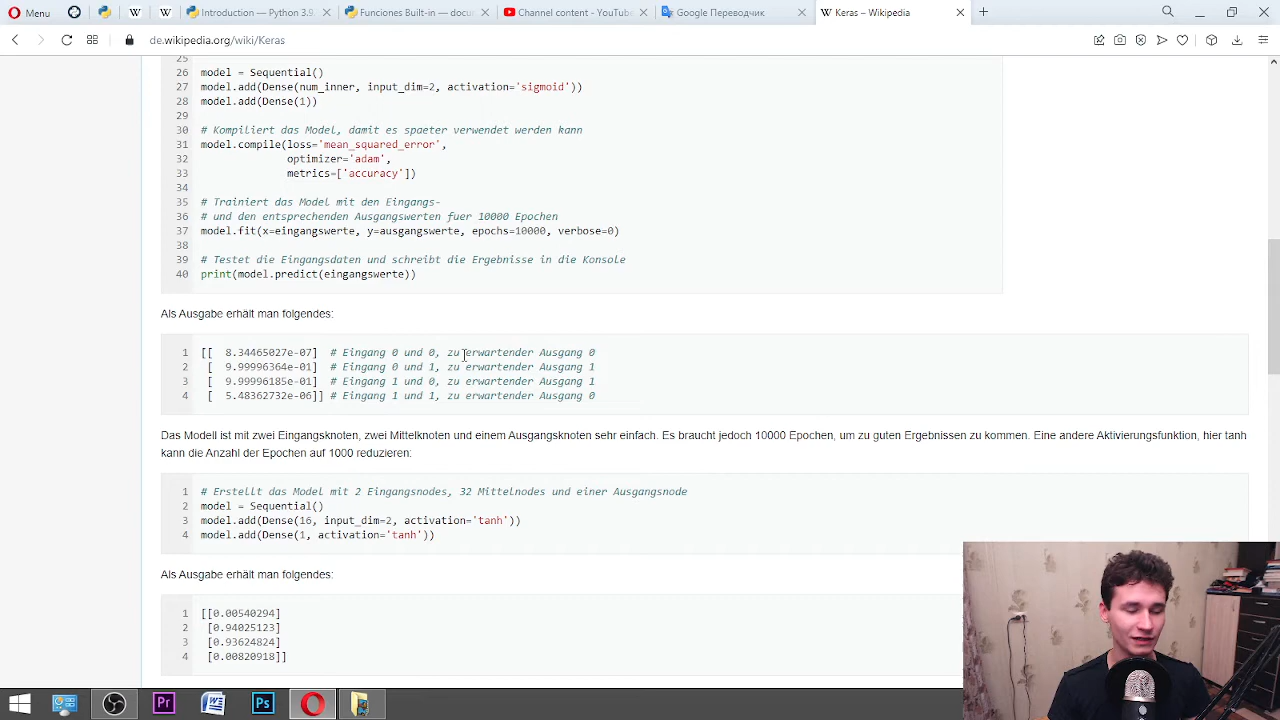 Menu
Introduction — Python 3.9
Funciones Built-in — docu
Channel content - YouTube
Google Переводчик
Keras – Wikipedia
de.wikipedia.org/wiki/Keras
25
26 model = Sequential()
27 model.add(Dense(num_inner, input_dim=2, activation='sigmoid'))
28 model.add(Dense(1))
29
30 # Kompiliert das Model, damit es spaeter verwendet werden kann
31 model.compile(loss='mean_squared_error',
32 optimizer='adam',
33 metrics=['accuracy'])
34
35 # Trainiert das Model mit den Eingangs-
36 # und den entsprechenden Ausgangswerten fuer 10000 Epochen
37 model.fit(x=eingangswerte, y=ausgangswerte, epochs=10000, verbose=0)
38
39 # Testet die Eingangsdaten und schreibt die Ergebnisse in die Konsole
40 print(model.predict(eingangswerte))
Als Ausgabe erhält man folgendes:
1 [[ 8.34465027e-07] # Eingang 0 und 0, zu erwartender Ausgang 0
2 [ 9.99996364e-01] # Eingang 0 und 1, zu erwartender Ausgang 1
3 [ 9.99996185e-01] # Eingang 1 und 0, zu erwartender Ausgang 1
4 [ 5.48362732e-06]] # Eingang 1 und 1, zu erwartender Ausgang 0
Das Modell ist mit zwei Eingangsknoten, zwei Mittelknoten und einem Ausgangsknoten sehr einfach. Es braucht jedoch 10000 Epochen, um zu guten Ergebnissen zu kommen. Eine andere Aktivierungsfunktion, hier tanh
kann die Anzahl der Epochen auf 1000 reduzieren:
1 # Erstellt das Model mit 2 Eingangsnodes, 32 Mittelnodes und einer Ausgangsnode
2 model = Sequential()
3 model.add(Dense(16, input_dim=2, activation='tanh'))
4 model.add(Dense(1, activation='tanh'))
Als Ausgabe erhält man folgendes:
1 [[0.00540294]
2 [0.94025123]
3 [0.93624824]
4 [0.00820918]]
Pr
W
Ps